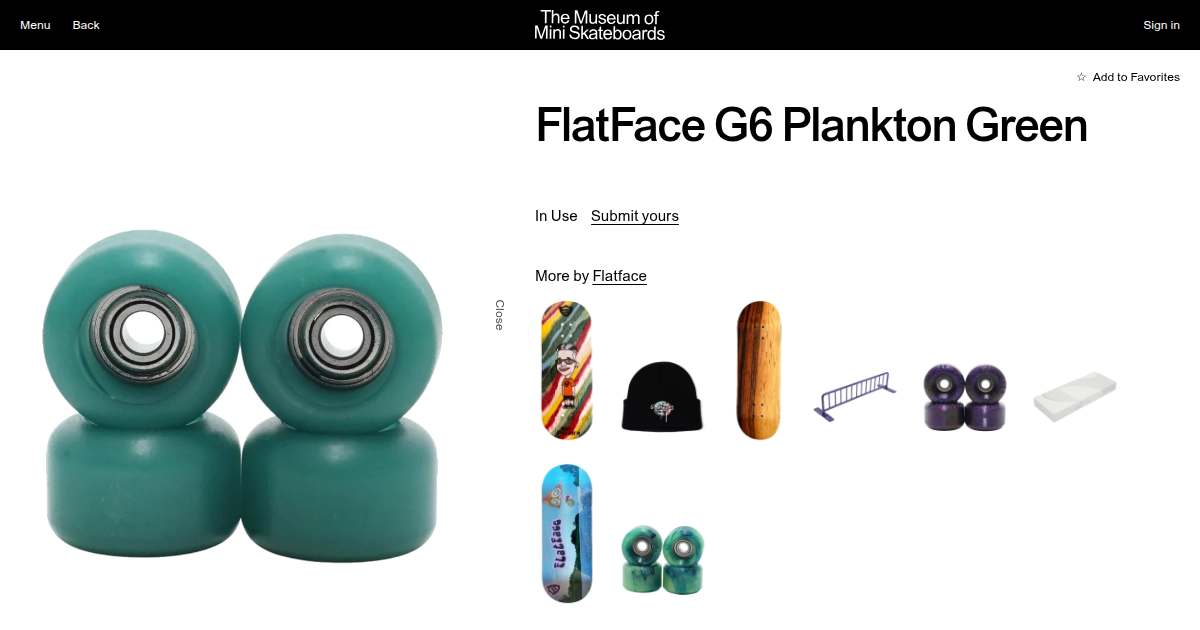 Menu
Back
The Museum of
Mini Skateboards
Sign in
☆ Add to Favorites
FlatFace G6 Plankton Green
In Use
Submit yours
More by Flatface
Close
FlatFace